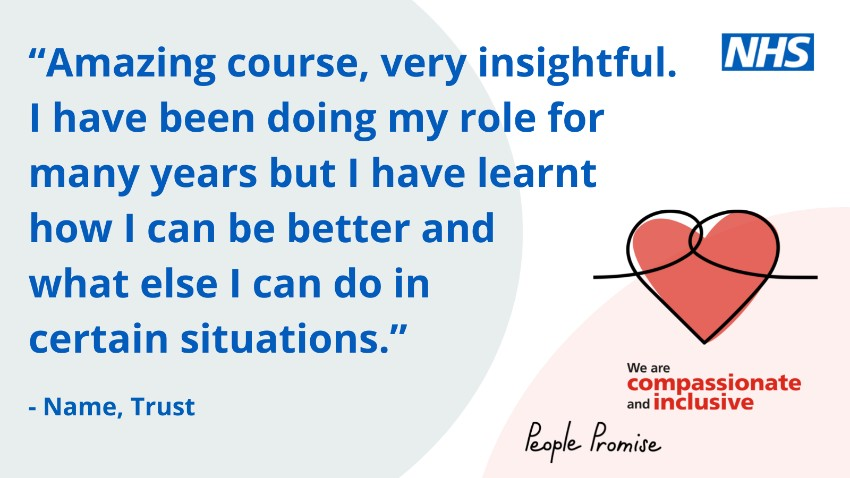 “Amazing course, very insightful.
I have been doing my role for
many years but I have learnt
how I can be better and
what else I can do in
certain situations.”
- Name, Trust
NHS
We are
compassionate
and inclusive
People Promise